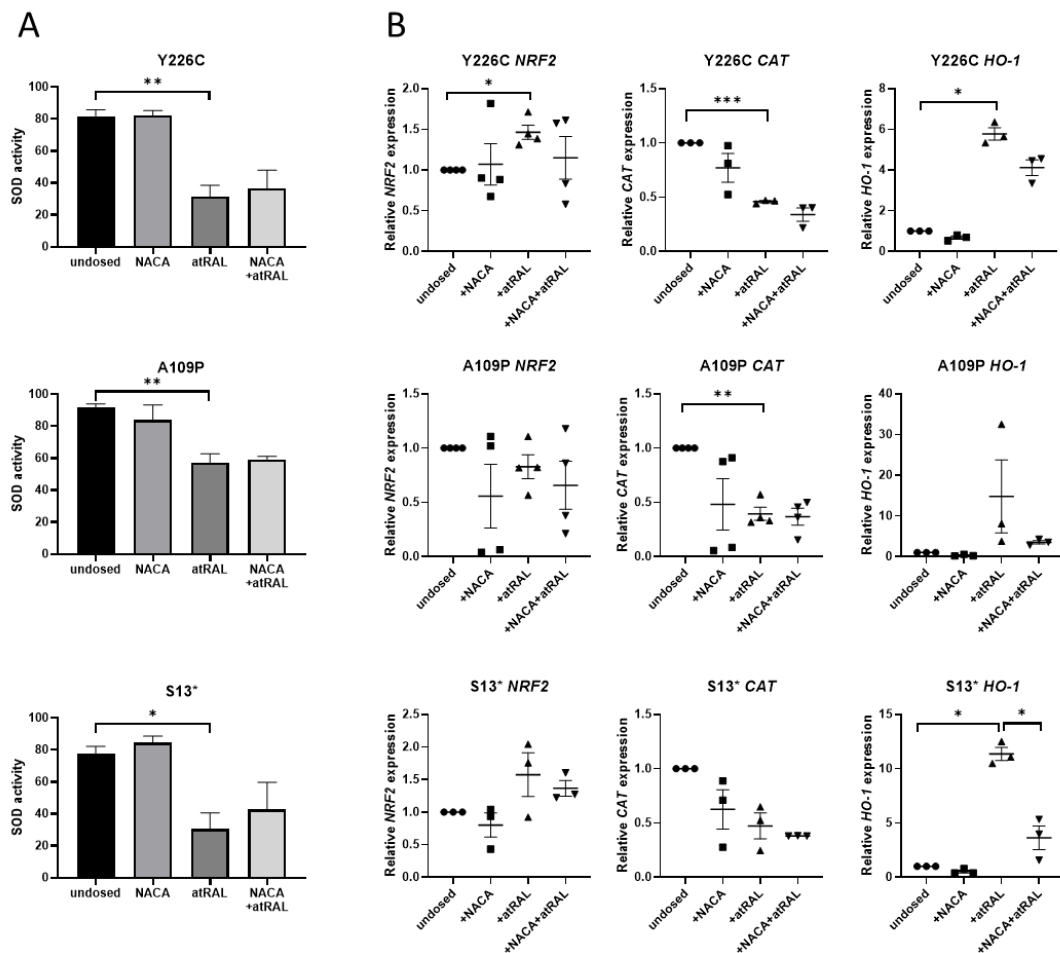 A
B
Y226C
**
SOD activity
100
80
60
40
20
0
undosed
NACA
atRAL
NACA
+atRAL
Y226C NRF2
*
Relative NRF2 expression
2.0
1.5
1.0
0.5
0.0
undosed
+NACA
+atRAL
+NACA+atRAL
Y226C CAT
***
Relative CAT expression
1.5
1.0
0.5
0.0
undosed
+NACA
+atRAL
+NACA+atRAL
Y226C HO-1
*
Relative HO-1 expression
8
6
4
2
0
undosed
+NACA
+atRAL
+NACA+atRAL
A109P
**
SOD activity
100
80
60
40
20
0
undosed
NACA
atRAL
NACA
+atRAL
A109P NRF2
Relative NRF2 expression
1.5
1.0
0.5
0.0
undosed
+NACA
+atRAL
+NACA+atRAL
A109P CAT
**
Relative CAT expression
1.5
1.0
0.5
0.0
undosed
+NACA
+atRAL
+NACA+atRAL
A109P HO-1
Relative HO-1 expression
40
30
20
10
0
undosed
+NACA
+atRAL
+NACA+atRAL
S13*
*
SOD activity
100
80
60
40
20
0
undosed
NACA
atRAL
NACA
+atRAL
S13* NRF2
Relative NRF2 expression
2.5
2.0
1.5
1.0
0.5
0.0
undosed
+NACA
+atRAL
+NACA+atRAL
S13* CAT
Relative CAT expression
1.5
1.0
0.5
0.0
undosed
+NACA
+atRAL
+NACA+atRAL
S13* HO-1
*
*
Relative HO-1 expression
15
10
5
0
undosed
+NACA
+atRAL
+NACA+atRAL